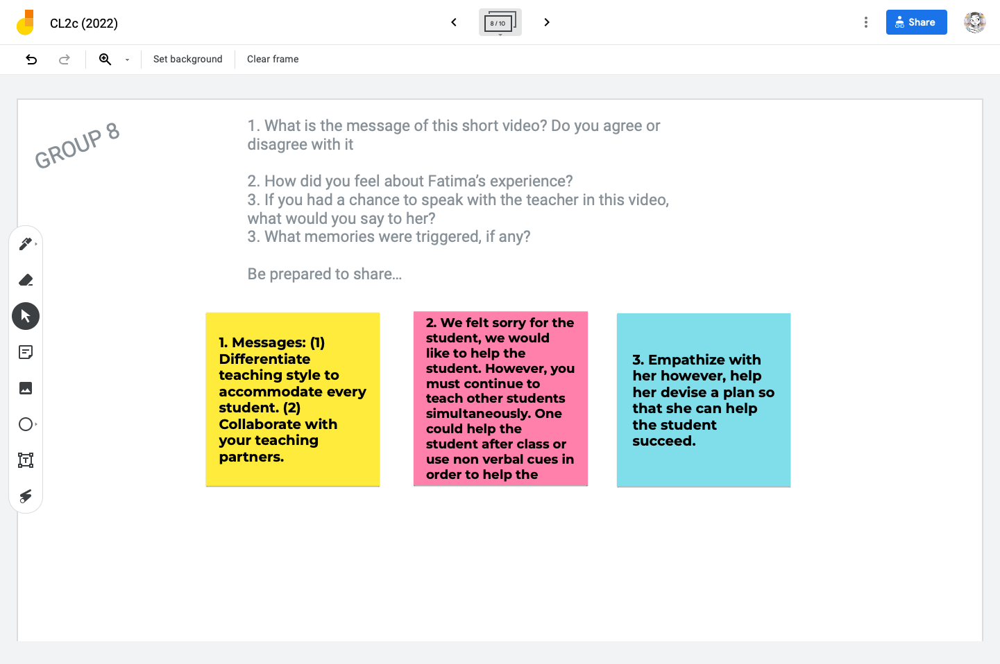 CL2c (2022)
8 / 10
Share
Set background
Clear frame
GROUP 8
1. What is the message of this short video? Do you agree or
disagree with it
2. How did you feel about Fatima’s experience?
3. If you had a chance to speak with the teacher in this video,
what would you say to her?
3. What memories were triggered, if any?
Be prepared to share...
1. Messages: (1)
Differentiate
teaching style to
accommodate every
student. (2)
Collaborate with
your teaching
partners.
2. We felt sorry for the
student, we would
like to help the
student. However, you
must continue to
teach other students
simultaneously. One
could help the
student after class or
use non verbal cues in
order to help the
3. Empathize with
her however, help
her devise a plan so
that she can help
the student
succeed.